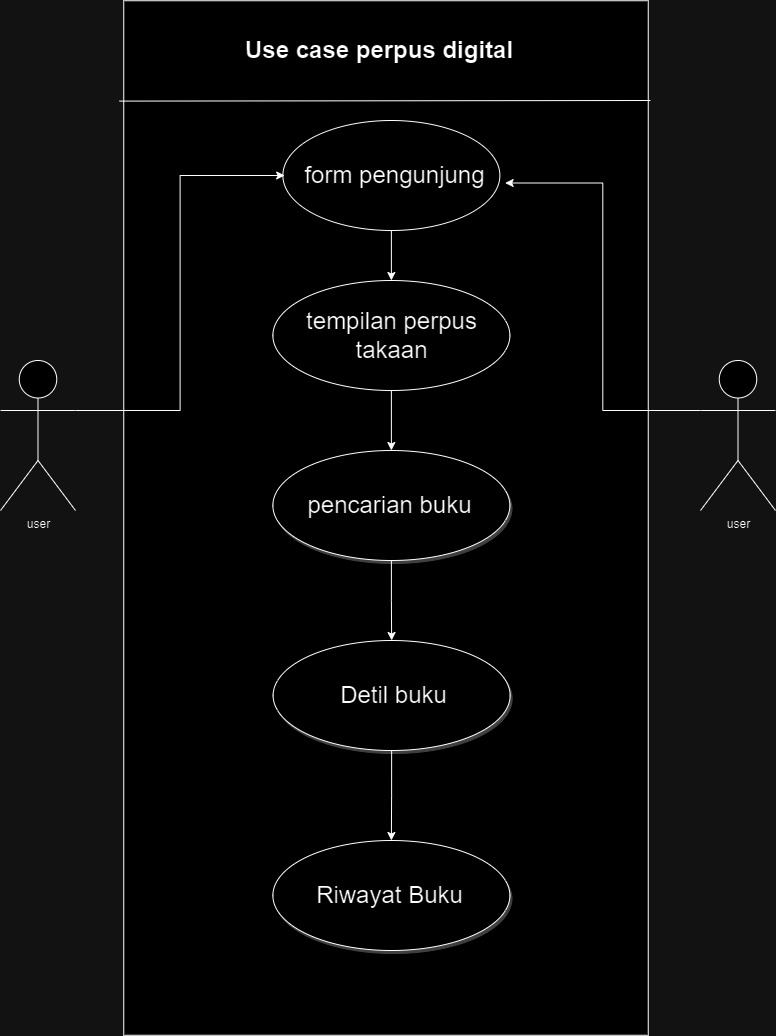 Use case perpus digital
form pengunjung
tempilan perpus
takaan
user
user
pencarian buku
Detil buku
Riwayat Buku